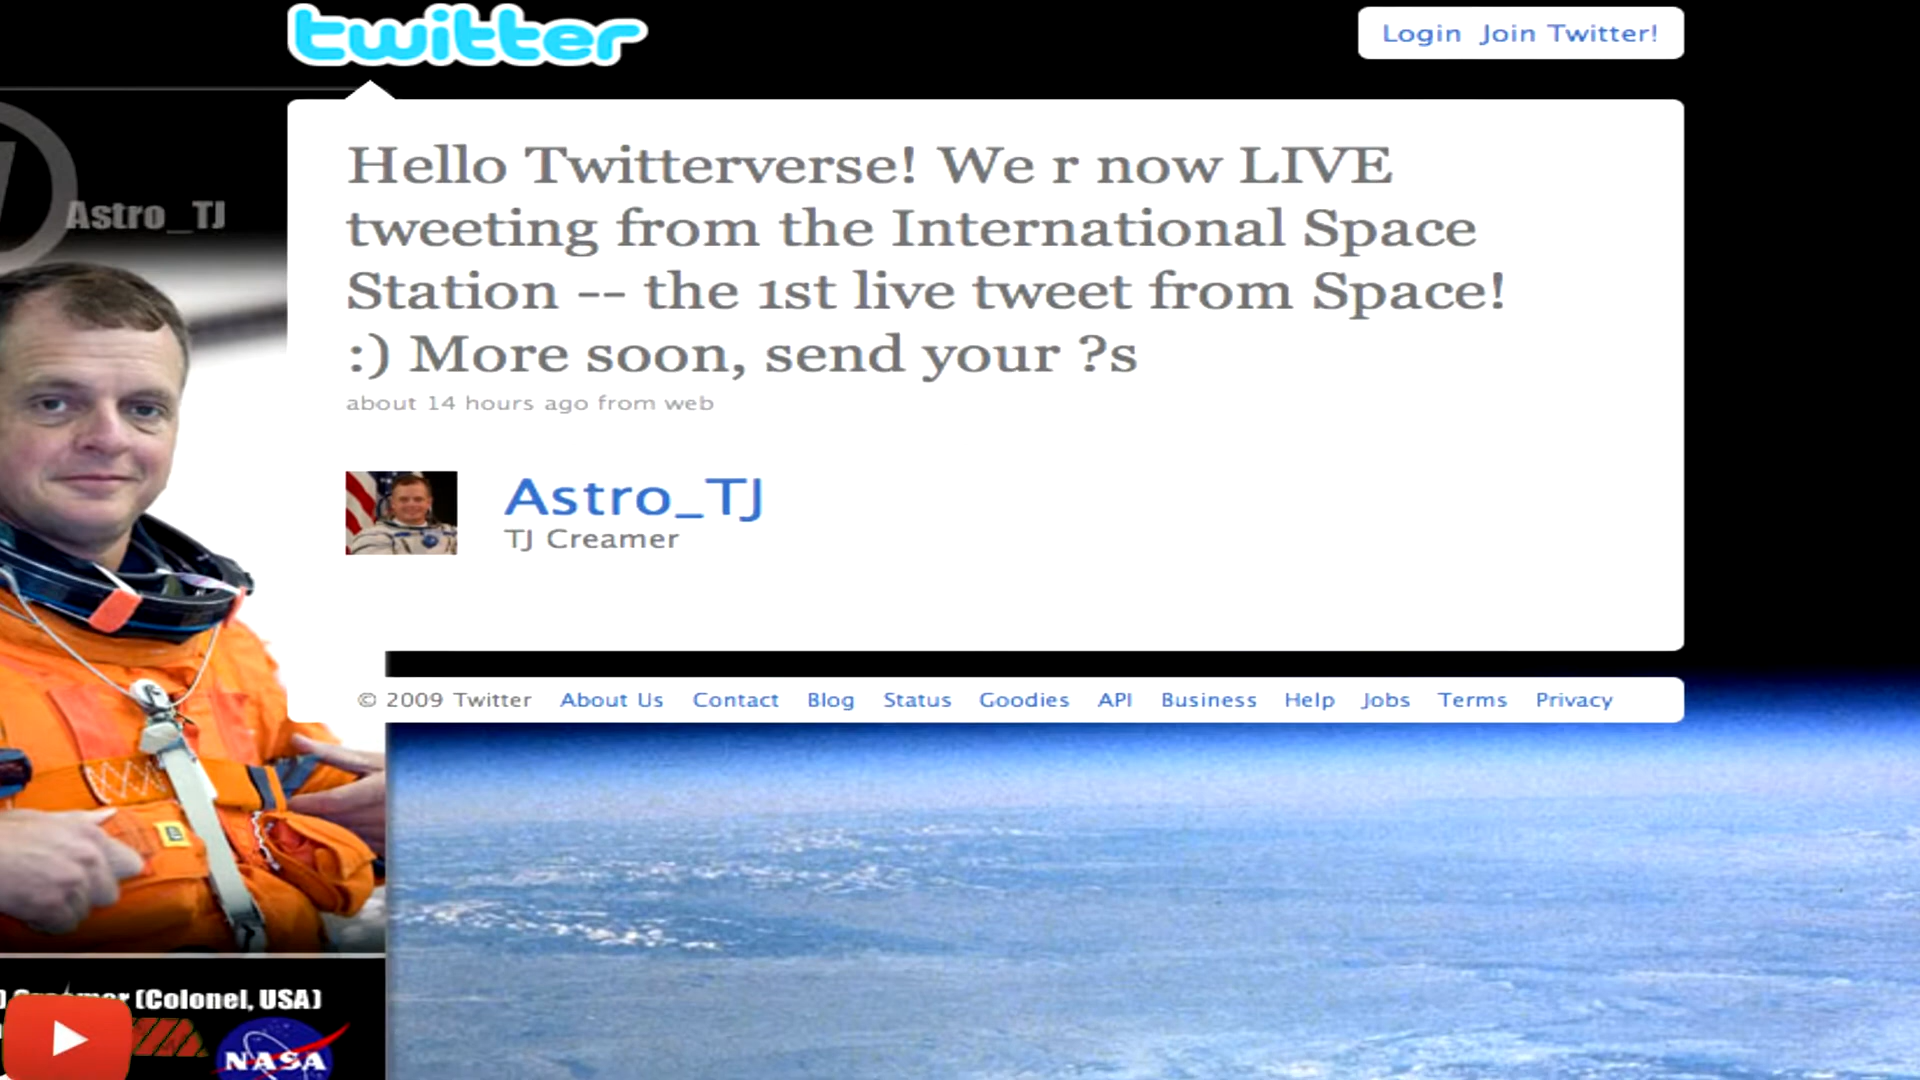 twitter
Login Join Twitter!
Astro_TJ
Hello Twitterverse! We r now LIVE
tweeting from the International Space
Station -- the 1st live tweet from Space!
:) More soon, send your ?s
about 14 hours ago from web
Astro_TJ
TJ Creamer
© 2009 Twitter About Us Contact Blog Status Goodies API Business Help Jobs Terms Privacy
(Colonel, USA)
NASA